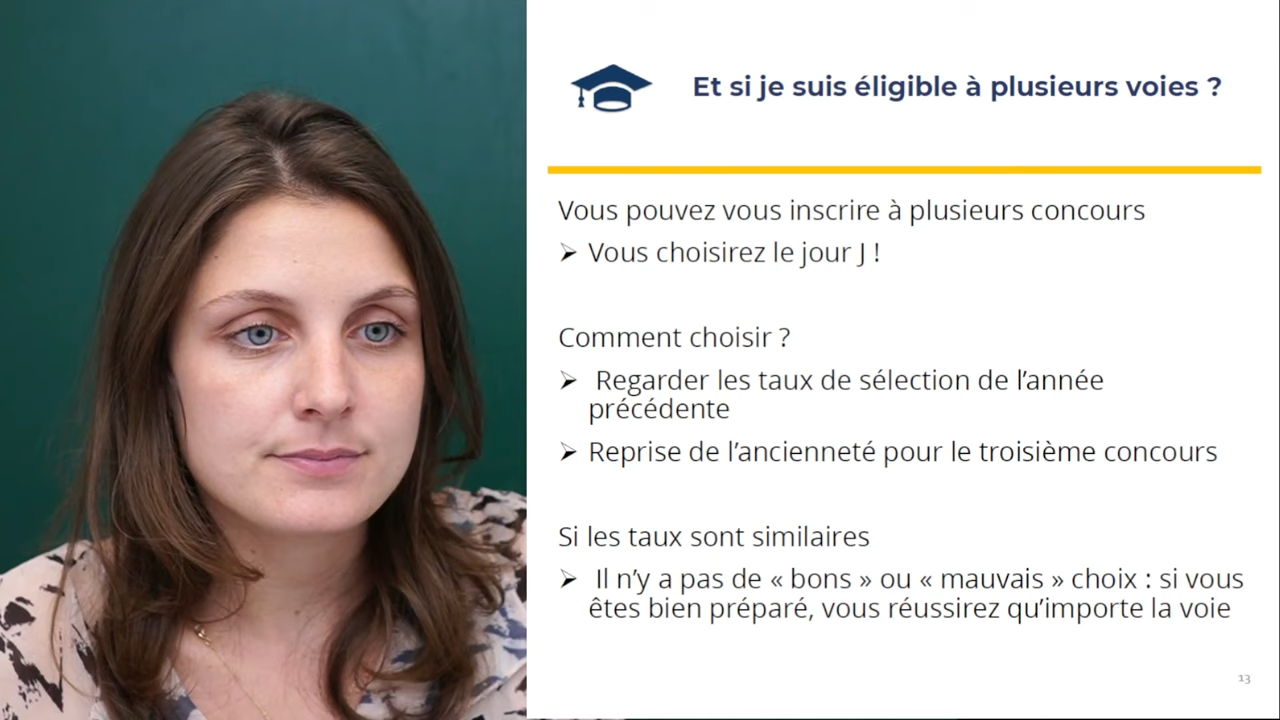 Et si je suis éligible à plusieurs voies ?
Vous pouvez vous inscrire à plusieurs concours
➢ Vous choisirez le jour J !
Comment choisir ?
➢ Regarder les taux de sélection de l’année
précédente
➢ Reprise de l’ancienneté pour le troisième concours
Si les taux sont similaires
➢ Il n’y a pas de « bons » ou « mauvais » choix : si vous
êtes bien préparé, vous réussirez qu’importe la voie
13